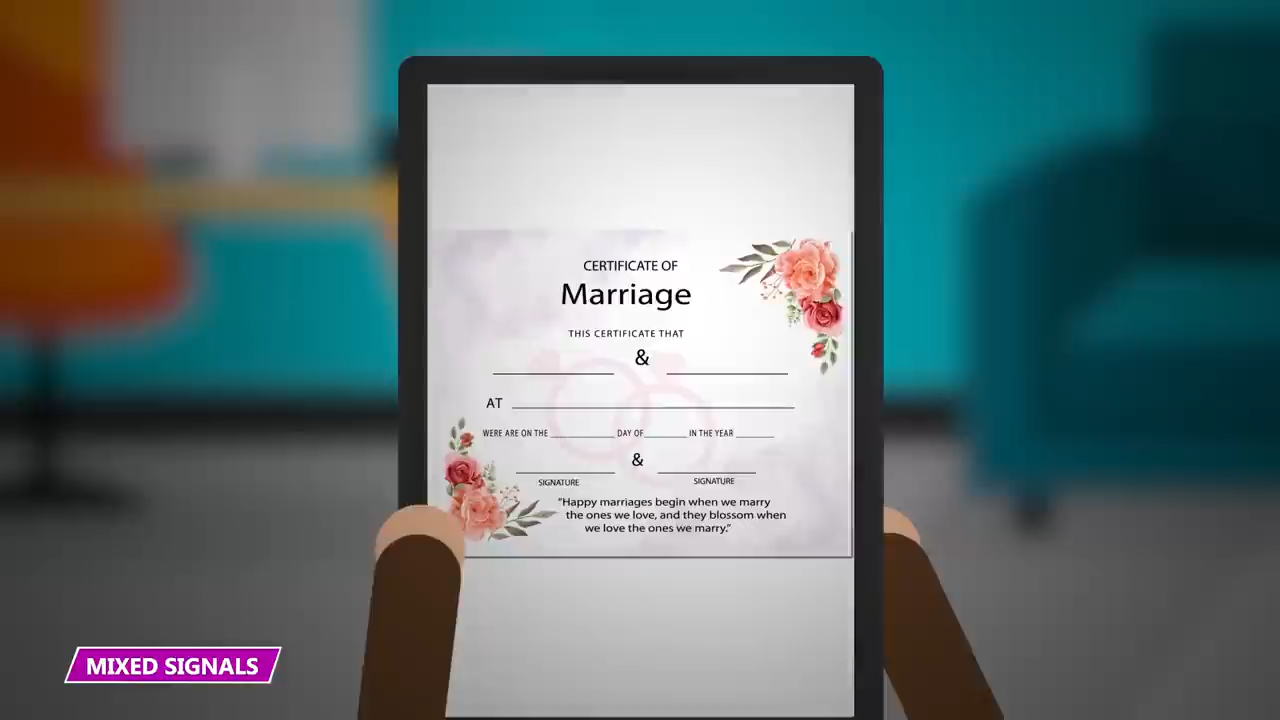 CERTIFICATE OF
Marriage
THIS CERTIFICATE THAT
&
AT
WERE ARE ON THE DAY OF IN THE YEAR
&
SIGNATURE SIGNATURE
"Happy marriages begin when we marry
the ones we love, and they blossom when
we love the ones we marry."
MIXED SIGNALS